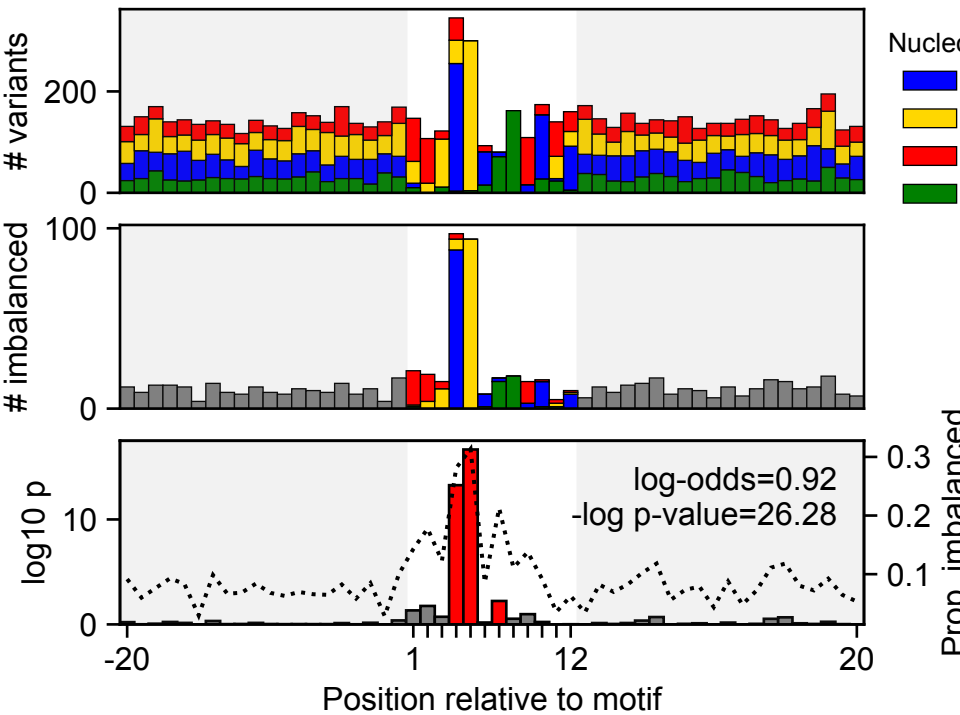 # variants
200
0
Nucleo
# imbalanced
100
0
log10 p
10
0
log-odds=0.92
-log p-value=26.28
0.3
0.2
0.1
Prop. imbalanced
-20
1
12
20
Position relative to motif